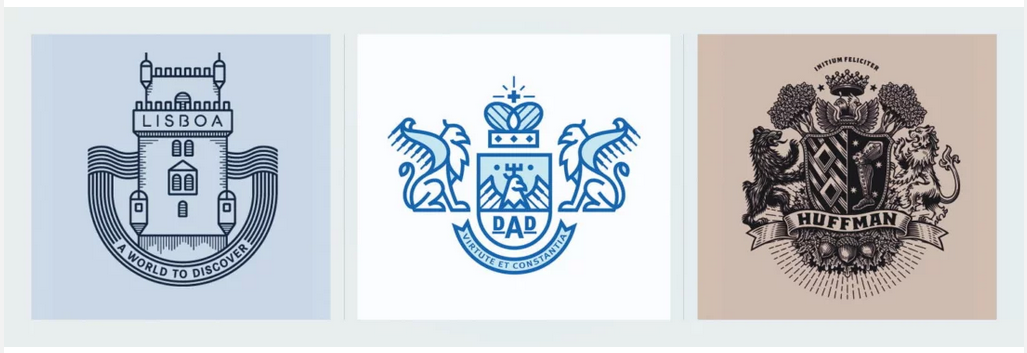 LISBOA
A WORLD TO DISCOVER
DAD
VIRTUTE ET CONSTANTIA
INITIUM FELICITER
HUFFMAN